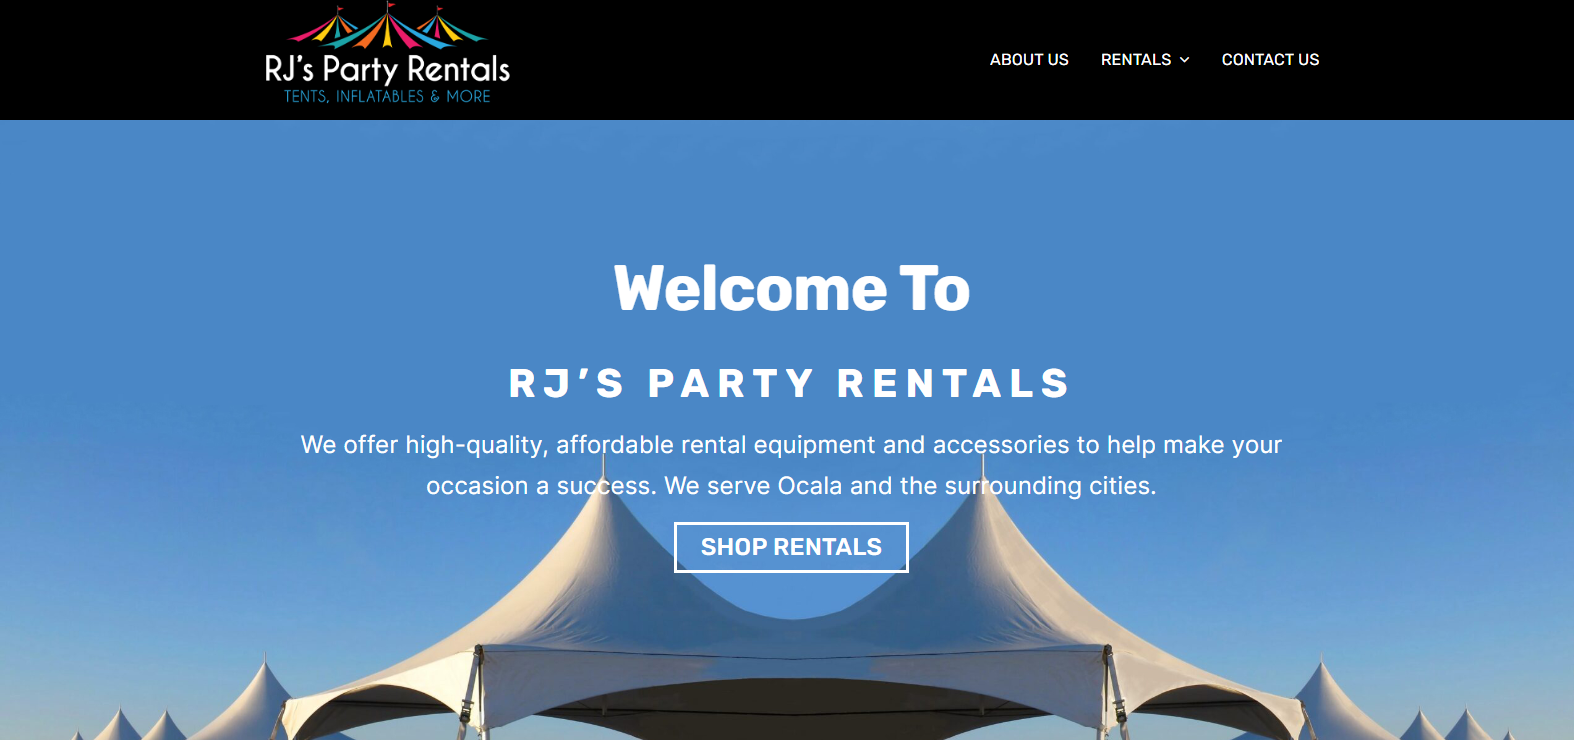 RJ's Party Rentals
TENTS, INFLATABLES & MORE
ABOUT US
RENTALS
CONTACT US
Welcome To
RJ’S PARTY RENTALS
We offer high-quality, affordable rental equipment and accessories to help make your
occasion a success. We serve Ocala and the surrounding cities.
SHOP RENTALS